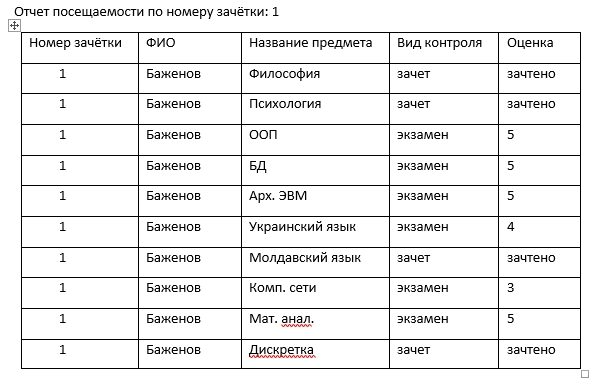 Отчет посещаемости по номеру зачётки: 1
Номер зачётки ФИО Название предмета Вид контроля Оценка
1 Баженов Философия зачет зачтено
1 Баженов Психология зачет зачтено
1 Баженов ООП экзамен 5
1 Баженов БД экзамен 5
1 Баженов Арх. ЭВМ экзамен 5
1 Баженов Украинский язык экзамен 4
1 Баженов Молдавский язык зачет зачтено
1 Баженов Комп. сети экзамен 3
1 Баженов Мат. анал. экзамен 5
1 Баженов Дискретка зачет зачтено